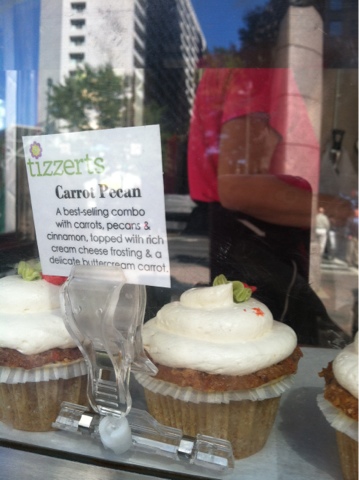 tizzerts
Carrot Pecan
A best-selling combo
with carrots, pecans &
cinnamon, topped with rich
cream cheese frosting & a
delicate buttercream carrot.